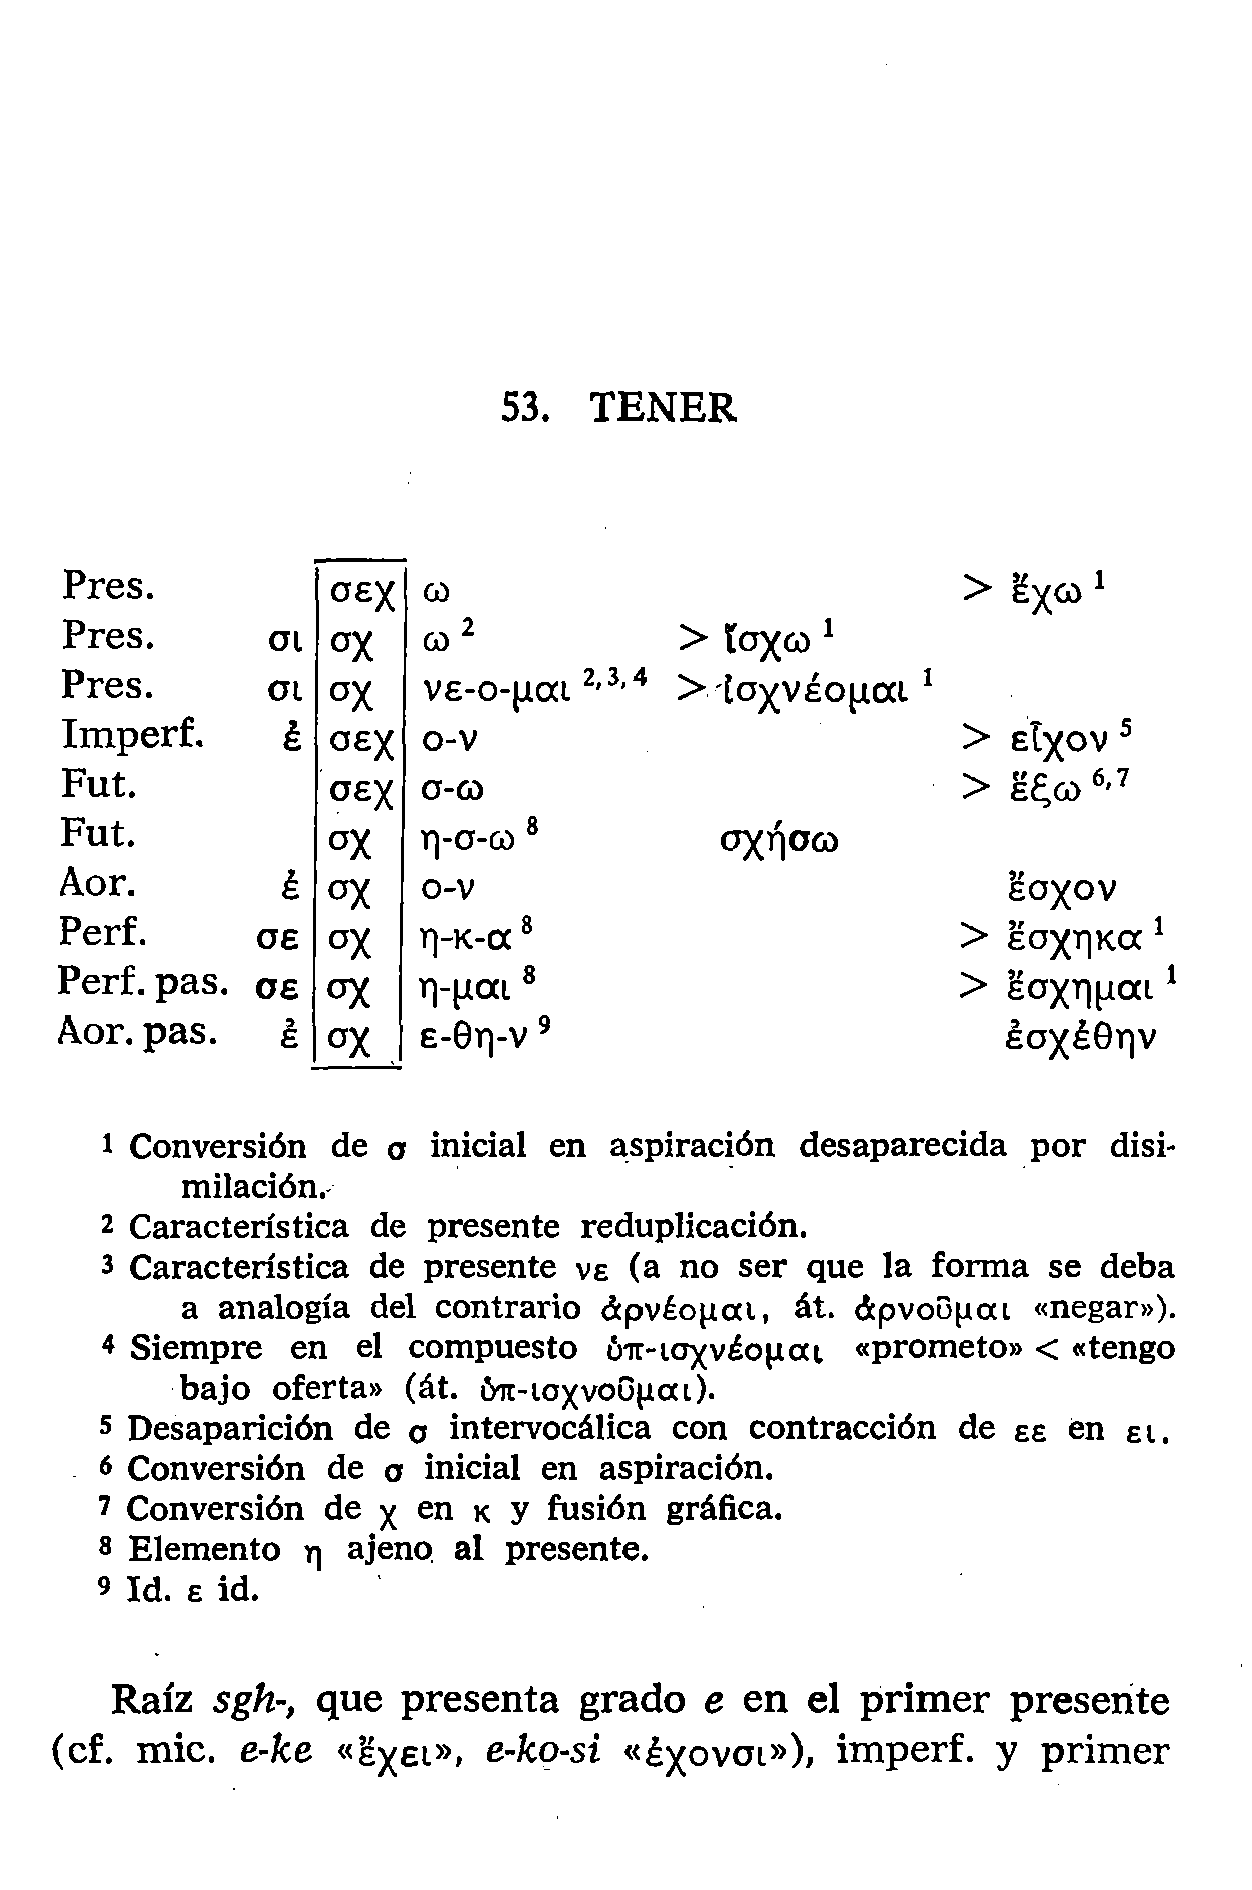 53. TENER
Pres. σεχ ω > ἔχω 1
Pres. σι σχ ω 2 > ἴσχω 1
Pres. σι σχ νε-ο-μαι 2,3,4 > ἰσχνέομαι 1
Imperf. ἐ σεχ ο-ν > εἶχον 5
Fut. σεχ σ-ω > ἕξω 6,7
Fut. σχ η-σ-ω 8 σχήσω
Aor. ἐ σχ ο-ν ἔσχον
Perf. σε σχ η-κ-α 8 > ἔσχηκα 1
Perf. pas. σε σχ η-μαι 8 > ἔσχημαι 1
Aor. pas. ἐ σχ ε-θη-ν 9 ἐσχέθην
1 Conversión de σ inicial en aspiración desaparecida por disi-
milación.
2 Característica de presente reduplicación.
3 Característica de presente νε (a no ser que la forma se deba
a analogía del contrario ἀρνέομαι, át. ἀρνοῦμαι «negar»).
4 Siempre en el compuesto ὑπ-ισχνέομαι «prometo» < «tengo
bajo oferta» (át. ὑπ-ισχνοῦμαι).
5 Desaparición de σ intervocálica con contracción de εε en ει.
6 Conversión de σ inicial en aspiración.
7 Conversión de χ en κ y fusión gráfica.
8 Elemento η ajeno al presente.
9 Id. ε id.
Raíz sgh-, que presenta grado e en el primer presente
(cf. mic. e-ke «ἔχει», e-ko-si «ἔχονσι»), imperf. y primer